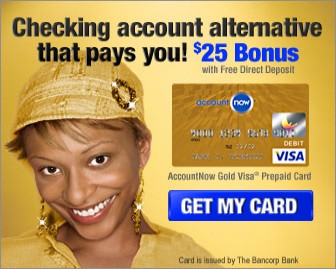 Checking account alternative
that pays you! $25 Bonus
with Free Direct Deposit
account now
DEBIT
VISA
AccountNow Gold Visa® Prepaid Card
GET MY CARD
Card is issued by The Bancorp Bank